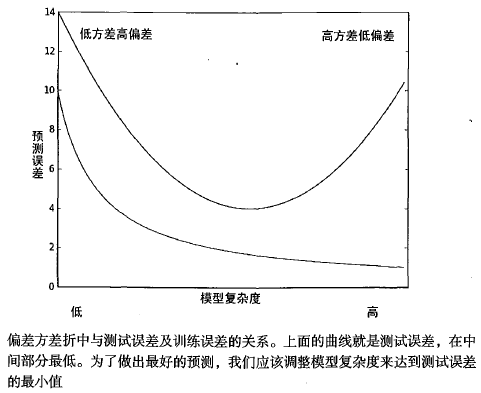 14
低方差高偏差
高方差低偏差
12
10
8
预测误差
6
4
2
0
模型复杂度
低
高
偏差方差折中与测试误差及训练误差的关系。上面的曲线就是测试误差，在中
间部分最低。为了做出最好的预测，我们应该调整模型复杂度来达到测试误差
的最小值